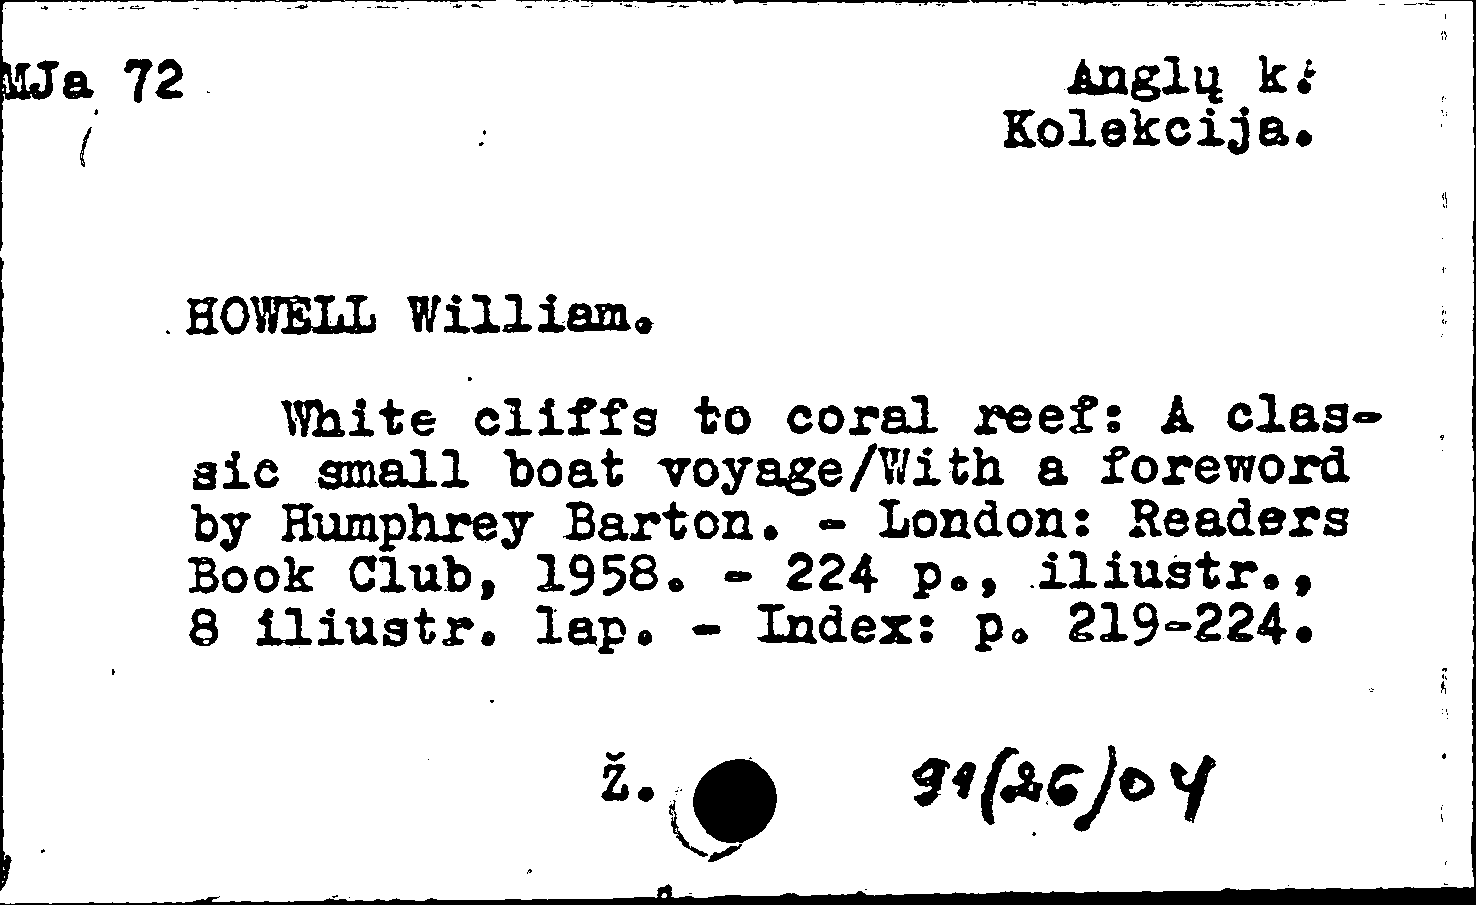 MJa 72
Anglų k.
Kolekcija.
HOWELL William.
White cliffs to coral reef: A clas-
sic small boat voyage/With a foreword
by Humphrey Barton. - London: Readers
Book Club, 1958. - 224 p., iliustr.,
8 iliustr. lap. - Index: p. 219-224.
Ž.
91(26)04